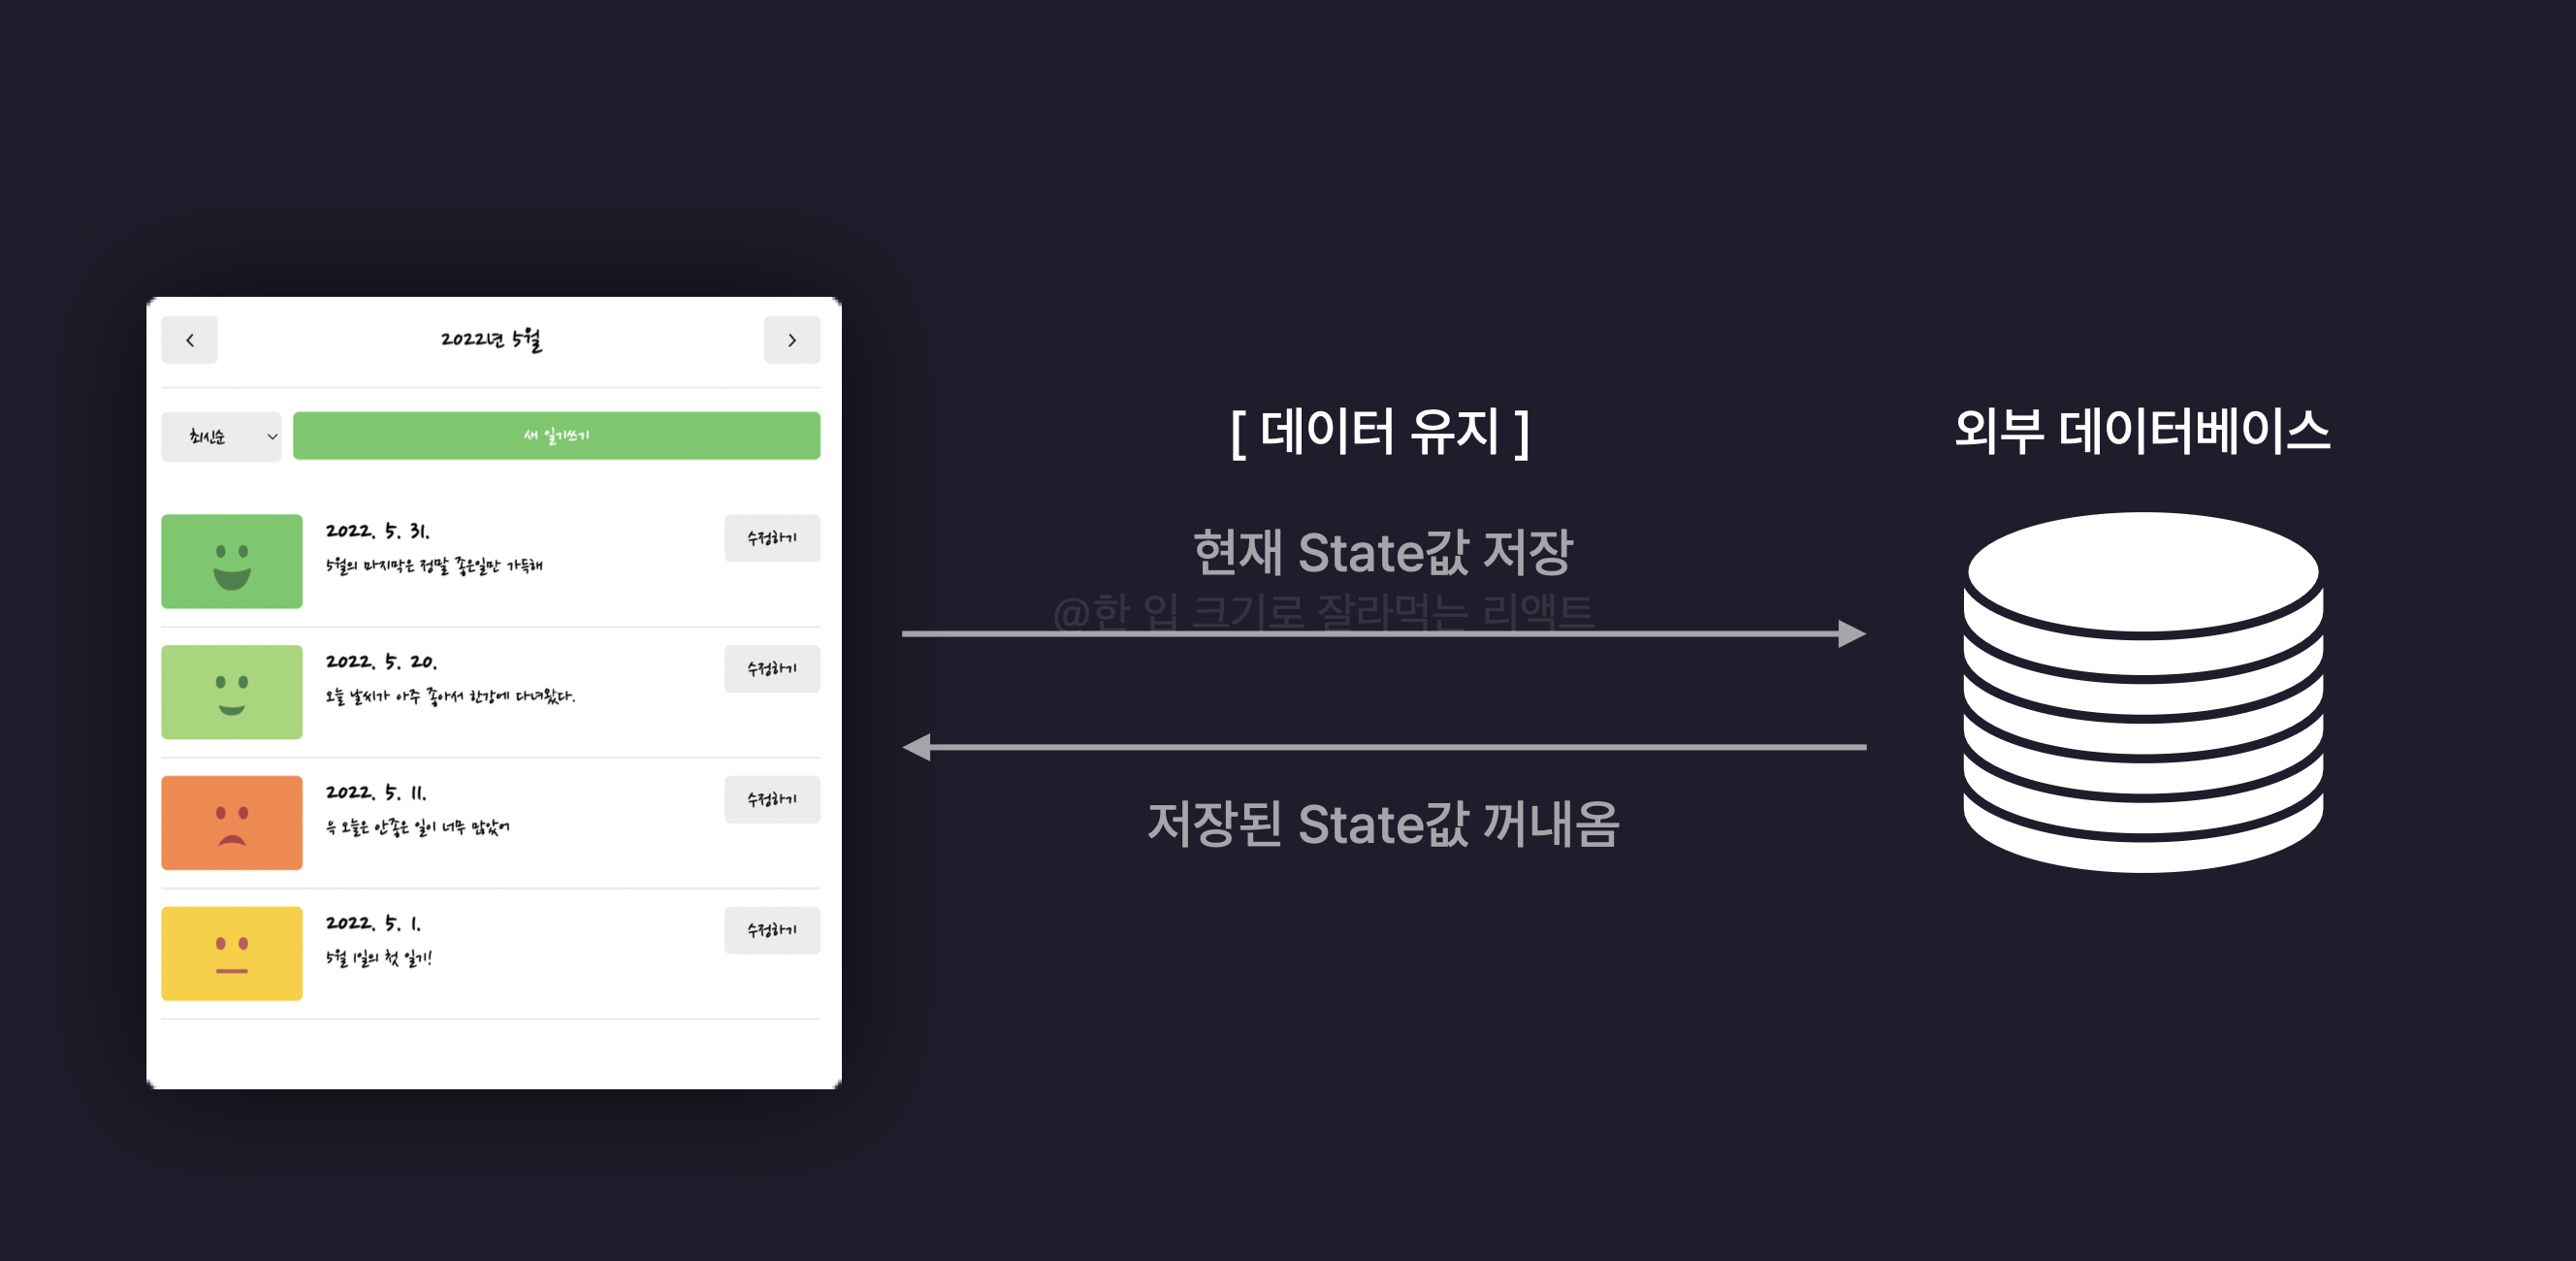 2022년 5월
최신순
새 일기쓰기
2022. 5. 31.
5월의 마지막은 정말 좋은일만 가득해
수정하기
2022. 5. 20.
오늘 날씨가 아주 좋아서 한강에 다녀왔다.
수정하기
2022. 5. 11.
윽 오늘은 안좋은 일이 너무 많았어
수정하기
2022. 5. 1.
5월 1일의 첫 일기!
수정하기
[ 데이터 유지 ]
현재 State값 저장
@한 입 크기로 잘라먹는 리액트
저장된 State값 꺼내옴
외부 데이터베이스